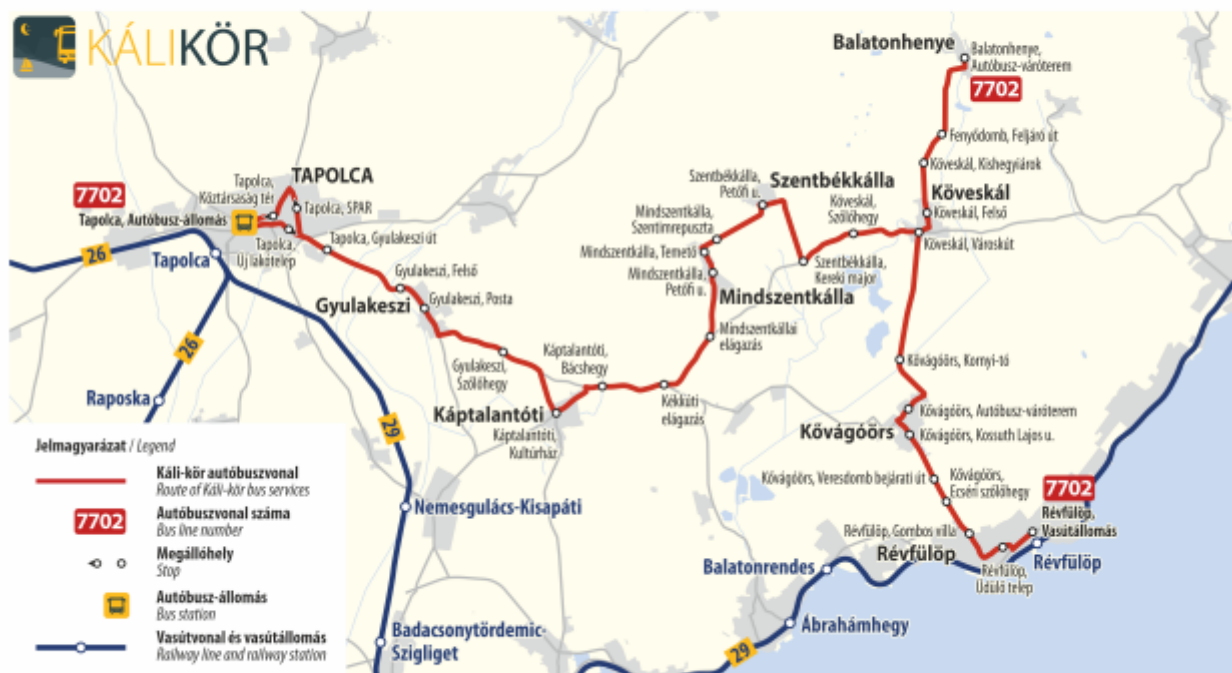 KÁLIKÖR
Balatonhenye
Balatonhenye,
Autóbusz-váróterem
7702
Fenyődomb, Feljáró út
Köveskál, Kishegyiárok
Köveskál
Köveskál, Felső
Köveskál, Városkút
Szentbékkálla,
Petőfi u.
Szentbékkálla
Köveskál,
Szőlőhegy
Szentbékkálla,
Kereki major
Mindszentkálla,
Szentimrepuszta
Mindszentkálla, Temető
Mindszentkálla,
Petőfi u.
Mindszentkálla
Mindszentkállai
elágazás
7702
TAPOLCA
Tapolca,
Köztársaság tér
Tapolca, SPAR
Tapolca, Autóbusz-állomás
Tapolca,
Új lakótelep
Tapolca, Gyulakeszi út
26
Tapolca
Gyulakeszi, Felső
Gyulakeszi
Gyulakeszi, Posta
26
Gyulakeszi,
Szőlőhegy
Káptalantóti,
Bácshegy
Káptalantóti
Káptalantóti,
Kultúrház
Kékkúti
elágazás
Raposka
29
Kővágóörs, Kornyi-tó
Kővágóörs, Autóbusz-váróterem
Kővágóörs
Kővágóörs, Kossuth Lajos u.
Kővágóörs, Veresdomb bejárati út
Kővágóörs,
Ecséri szőlőhegy
7702
Révfülöp,
Vasútállomás
Révfülöp, Gombos villa
Révfülöp
Révfülöp,
Üdülő telep
Révfülöp
Nemesgulács-Kisapáti
Balatonrendes
Ábrahámhegy
29
Badacsonytördemic-
Szigliget
Jelmagyarázat / Legend
Káli-kör autóbuszvonal
Route of Káli-kör bus services
7702
Autóbuszvonal száma
Bus line number
Megállóhely
Stop
Autóbusz-állomás
Bus station
Vasútvonal és vasútállomás
Railway line and railway station